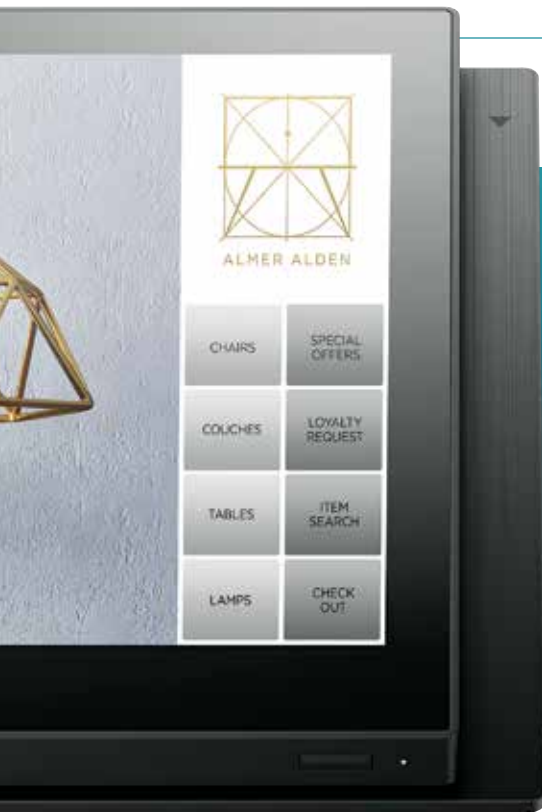 ALMER ALDEN
CHAIRS
SPECIAL
OFFERS
COUCHES
LOYALTY
REQUEST
TABLES
ITEM
SEARCH
LAMPS
CHECK
OUT